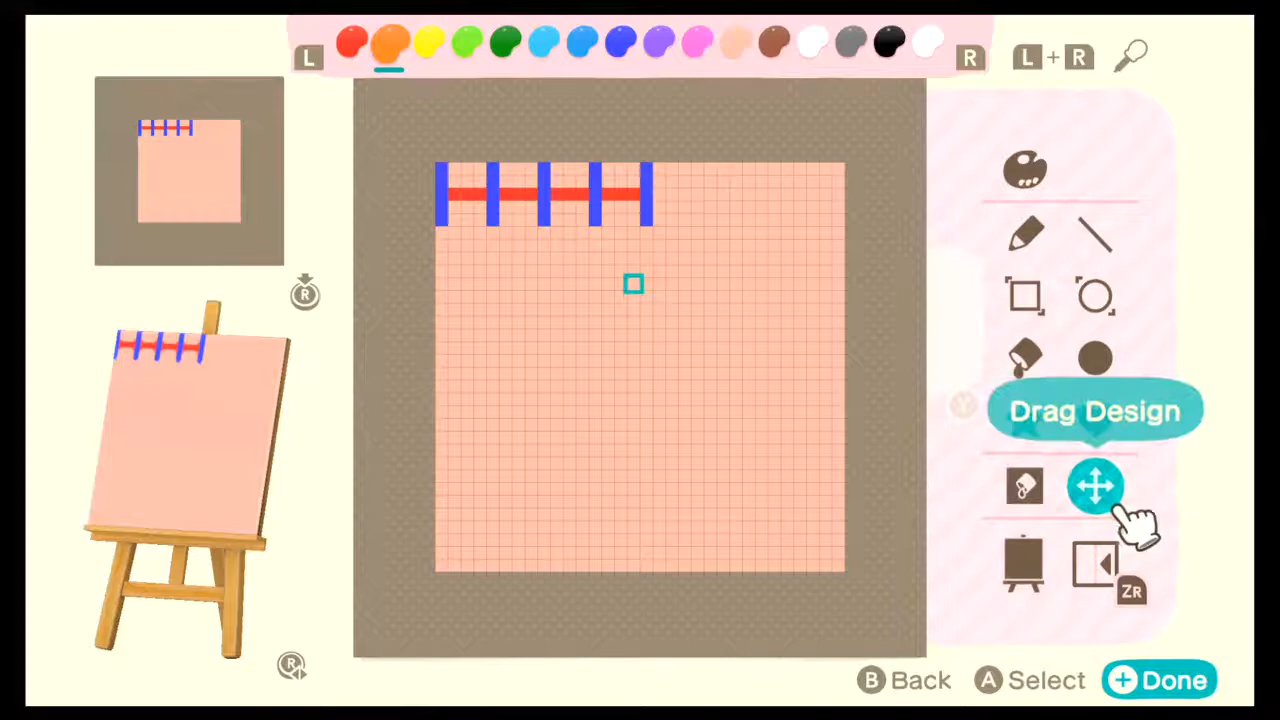 L
R
L + R
R
Y
Drag Design
ZR
R
B Back
A Select
+ Done